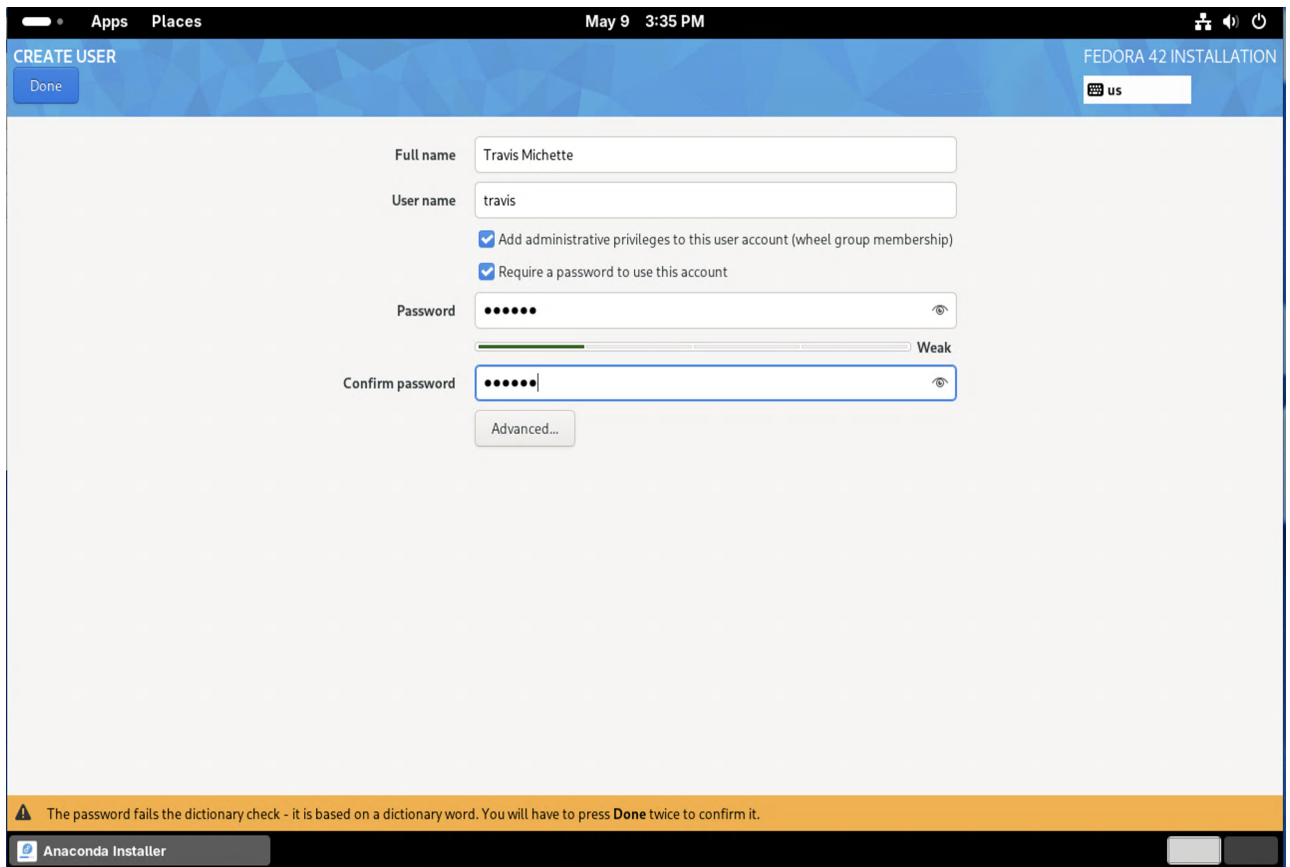 Apps Places May 9 3:35 PM
CREATE USER FEDORA 42 INSTALLATION
Done us
Full name Travis Michette
User name travis
Add administrative privileges to this user account (wheel group membership)
Require a password to use this account
Password ●●●●●●
Weak
Confirm password ●●●●●●
Advanced...
The password fails the dictionary check - it is based on a dictionary word. You will have to press Done twice to confirm it.
Anaconda Installer